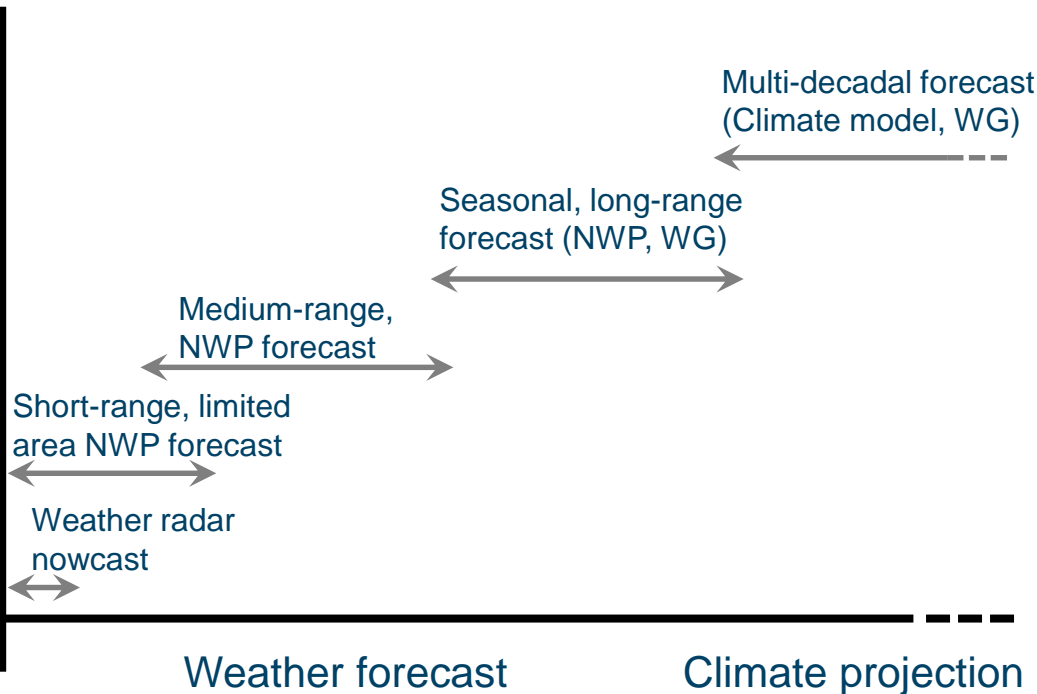 Multi-decadal forecast
(Climate model, WG)
Seasonal, long-range
forecast (NWP, WG)
Medium-range,
NWP forecast
Short-range, limited
area NWP forecast
Weather radar
nowcast
Weather forecast
Climate projection